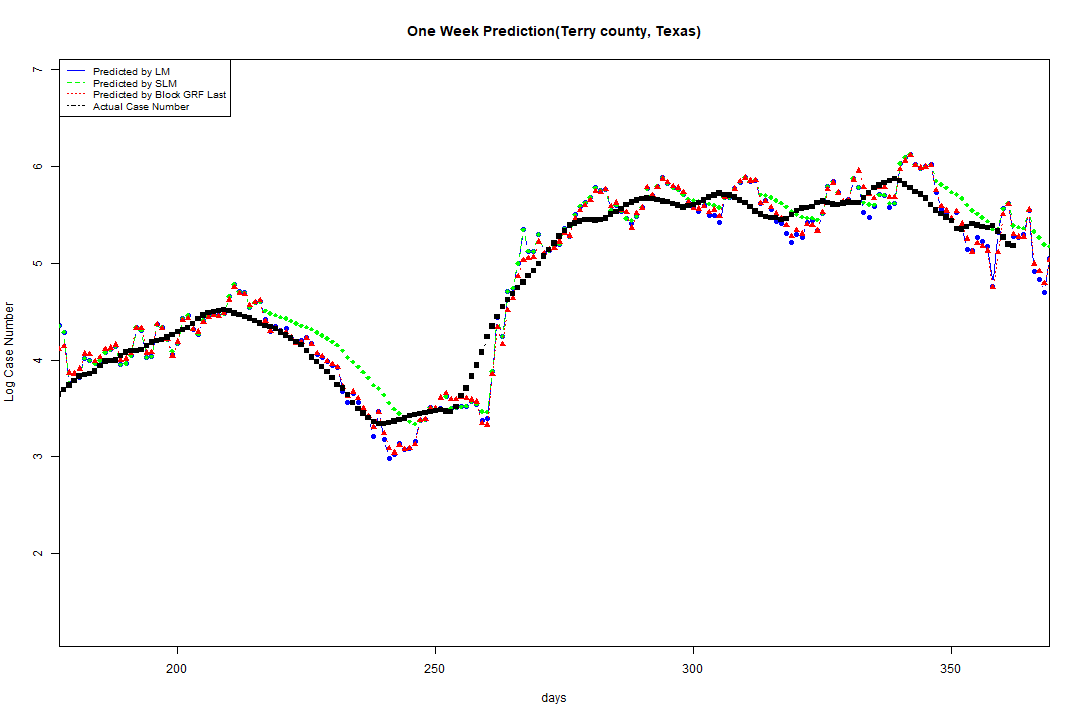 One Week Prediction(Terry county, Texas)
Predicted by LM
Predicted by SLM
Predicted by Block GRF Last
Actual Case Number
7
6
5
4
3
2
Log Case Number
200 250 300 350
days